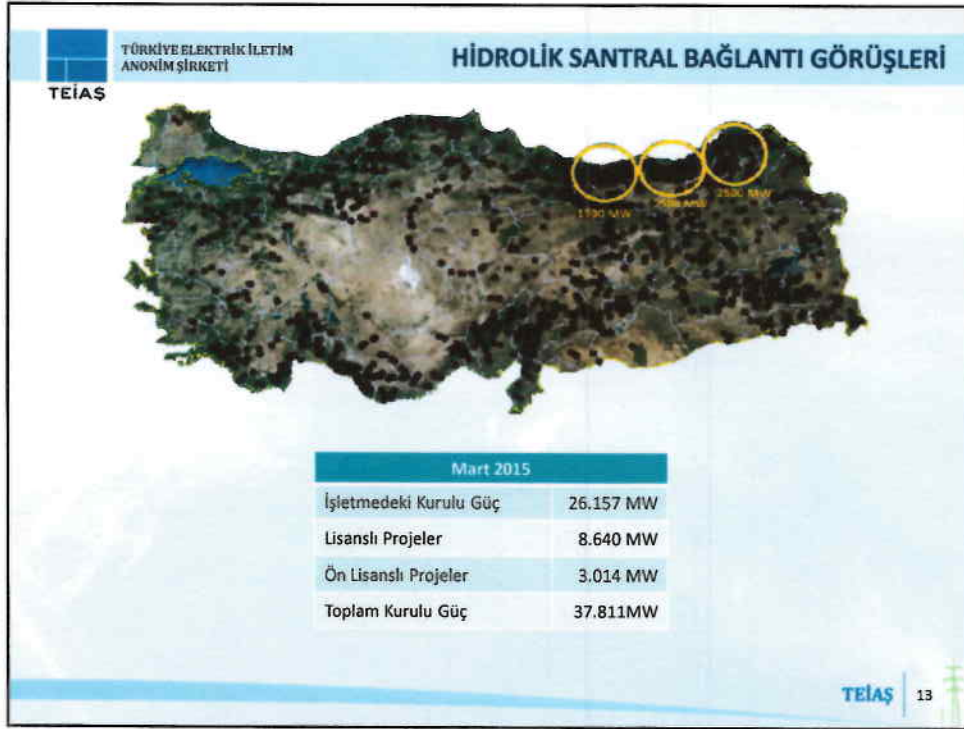 TÜRKİYE ELEKTRİK İLETİM
ANONİM ŞİRKETİ
TEİAŞ
HİDROLİK SANTRAL BAĞLANTI GÖRÜŞLERİ
MW
MW
MW
Mart 2015
İşletmedeki Kurulu Güç 26.157 MW
Lisanslı Projeler 8.640 MW
Ön Lisanslı Projeler 3.014 MW
Toplam Kurulu Güç 37.811MW
TEİAŞ 13